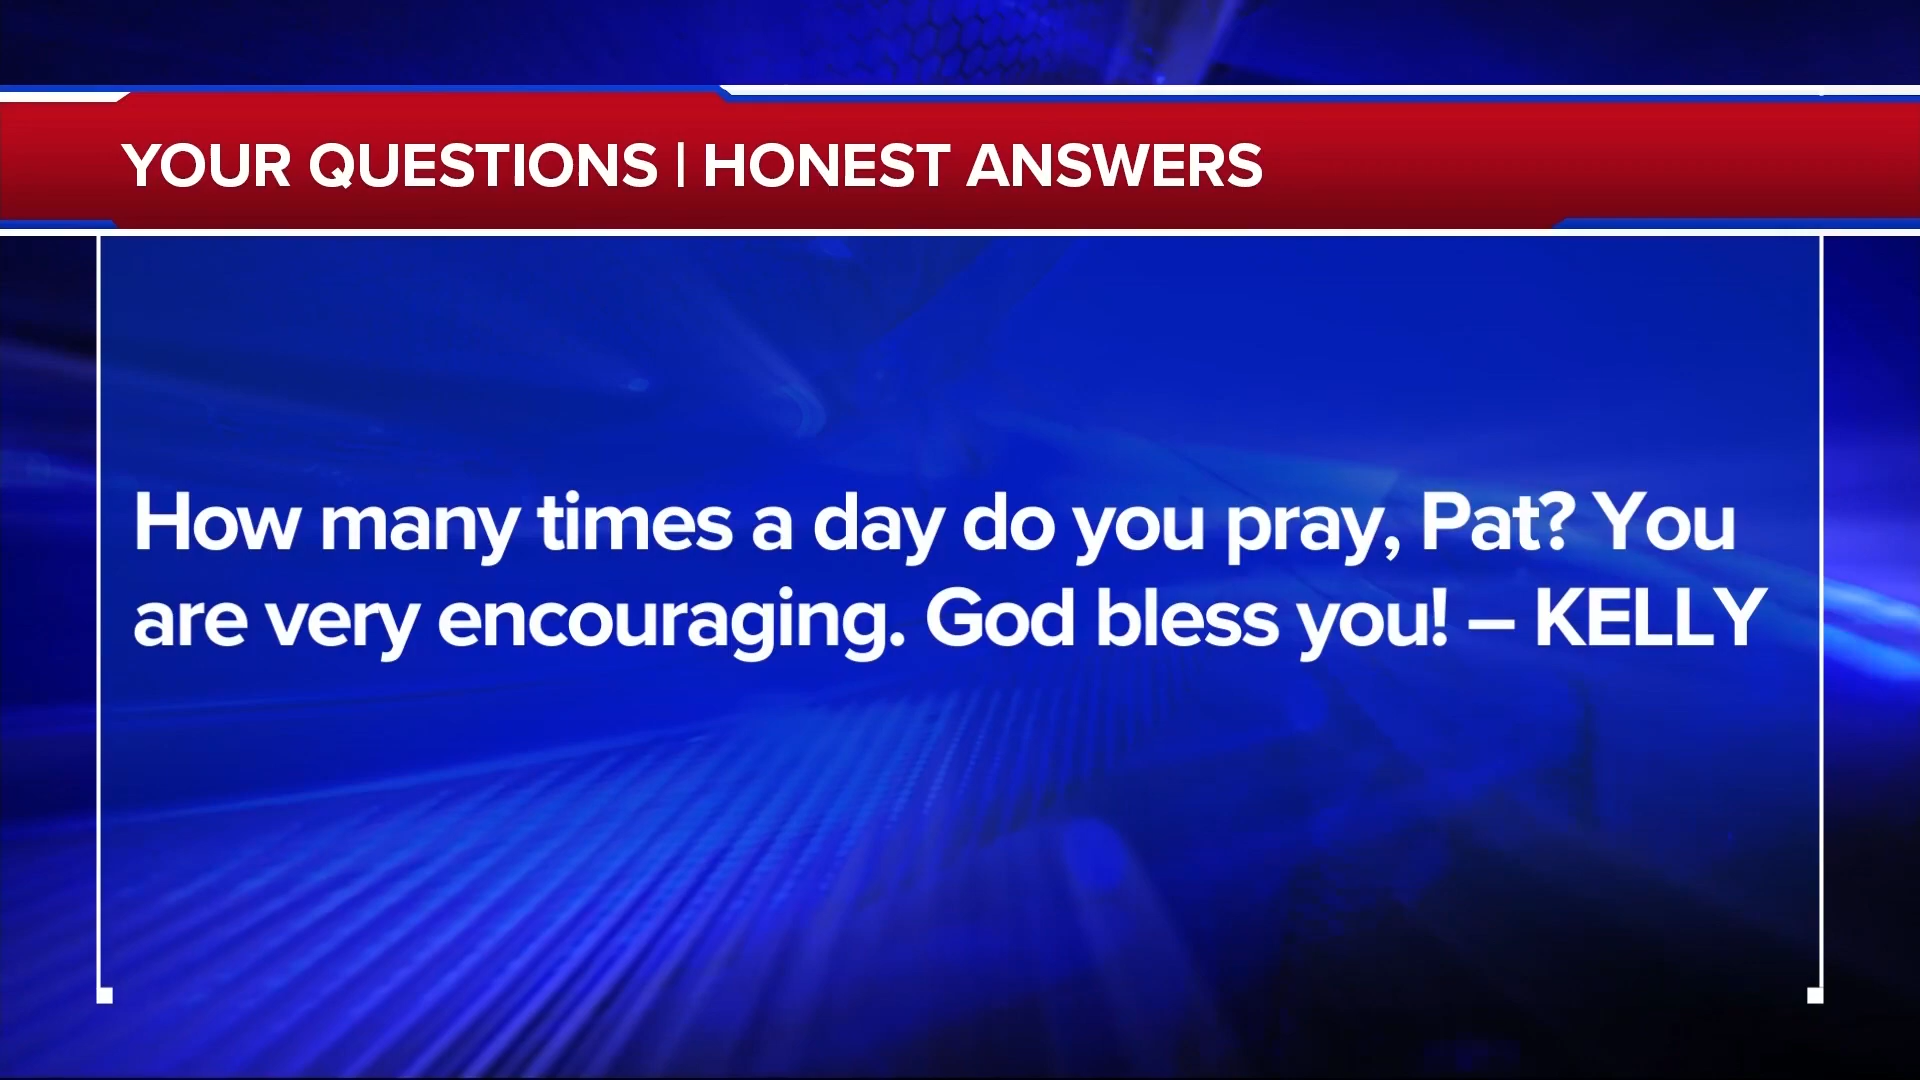 YOUR QUESTIONS | HONEST ANSWERS
How many times a day do you pray, Pat? You
are very encouraging. God bless you! – KELLY